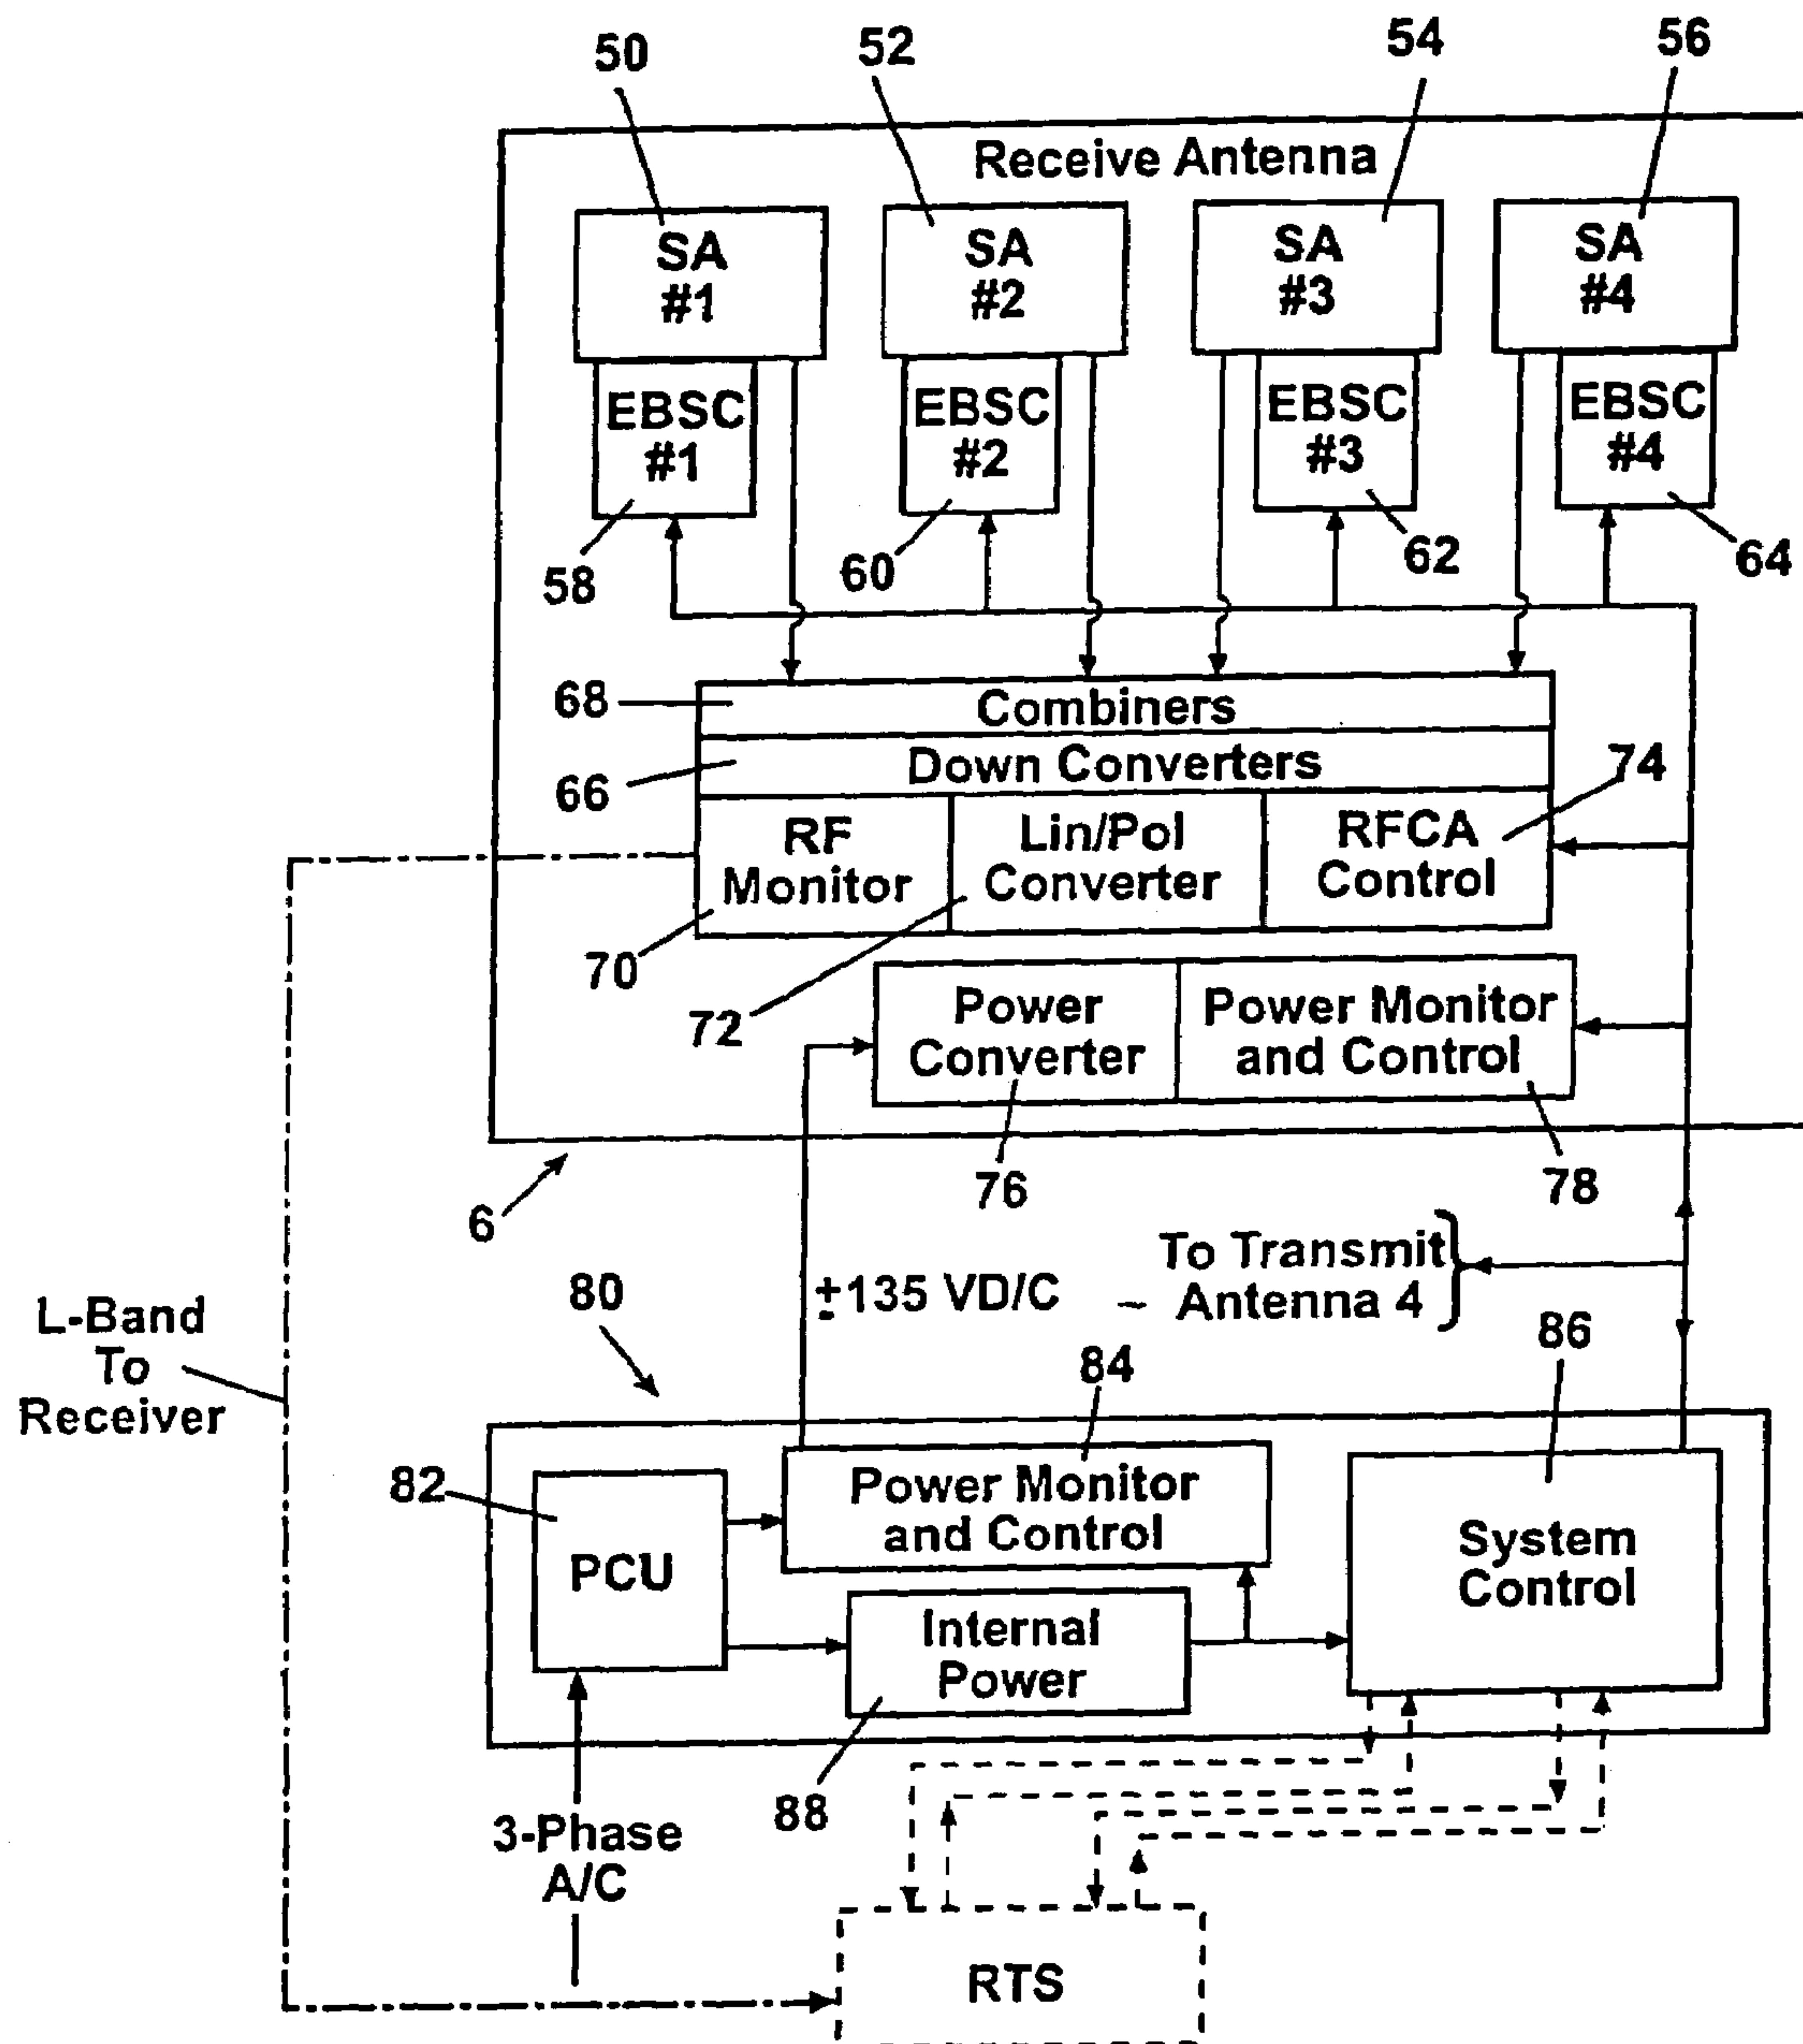 50
52
54
56
Receive Antenna
SA
#1
SA
#2
SA
#3
SA
#4
EBSC
#1
EBSC
#2
EBSC
#3
EBSC
#4
58
60
62
64
68
Combiners
66
Down Converters
74
RF
Monitor
Lin/Pol
Converter
RFCA
Control
70
72
Power
Converter
Power Monitor
and Control
76
78
6
To Transmit
Antenna 4
80
±135 VD/C
L-Band
To
Receiver
86
84
82
PCU
Power Monitor
and Control
System
Control
Internal
Power
88
3-Phase
A/C
RTS